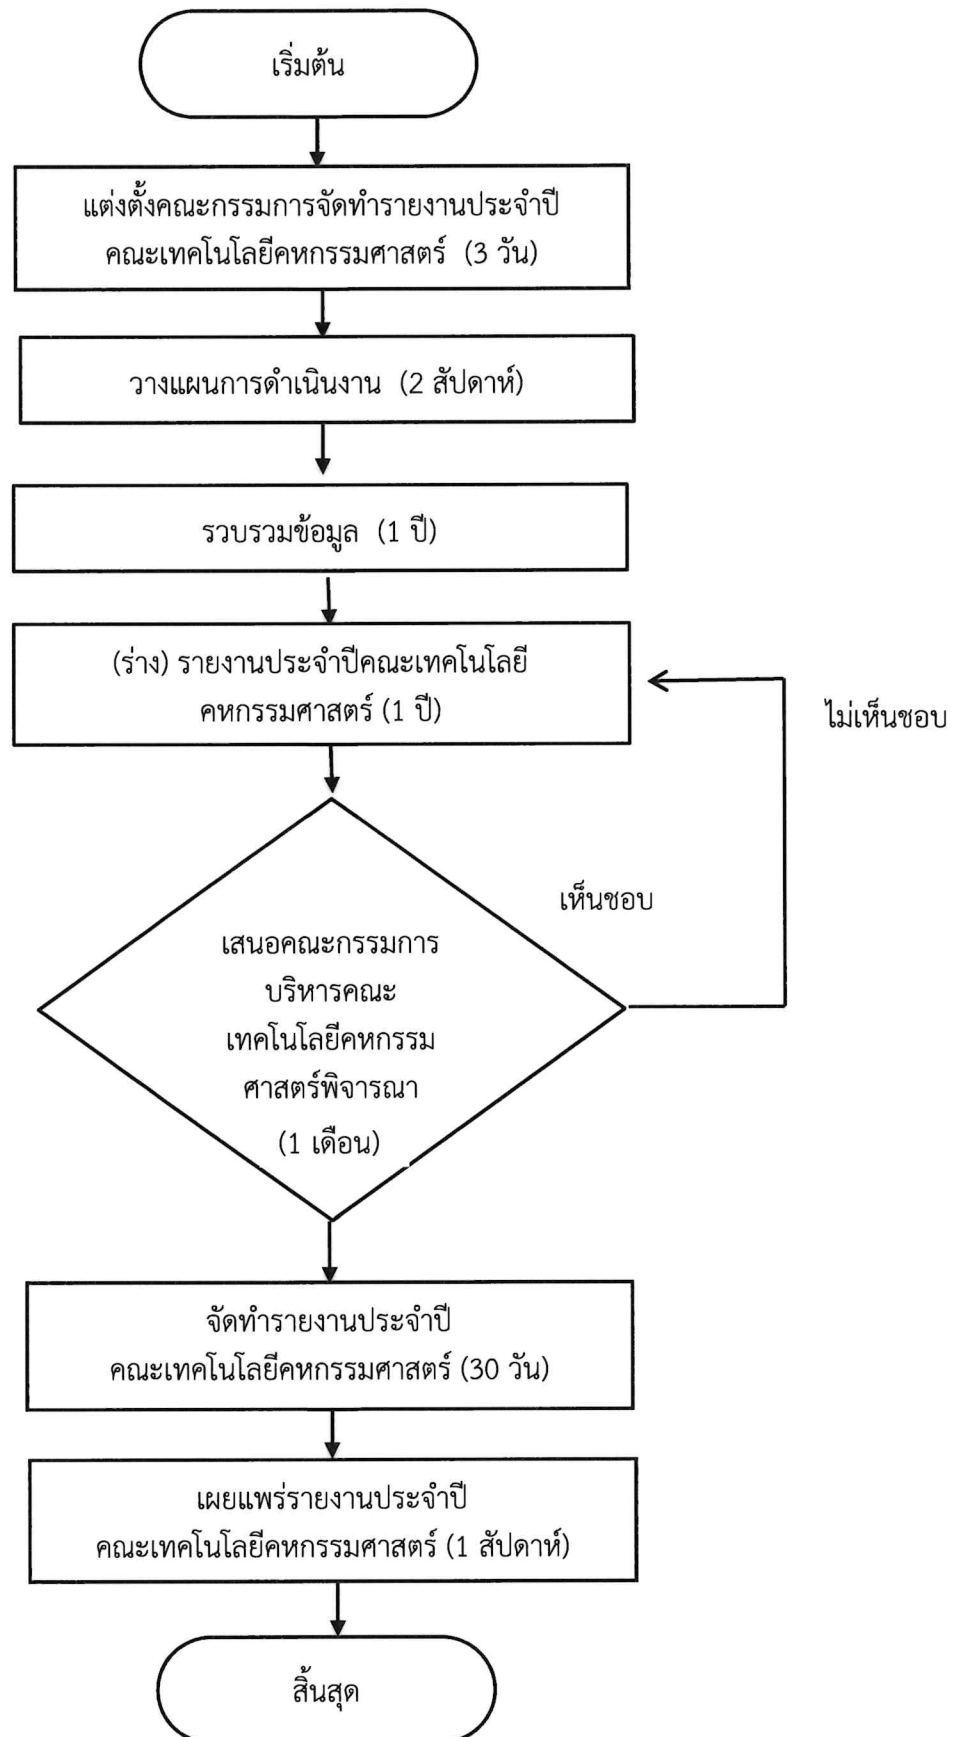 เริ่มต้น
แต่งตั้งคณะกรรมการจัดทำรายงานประจำปี
คณะเทคโนโลยีคหกรรมศาสตร์ (3 วัน)
วางแผนการดำเนินงาน (2 สัปดาห์)
รวบรวมข้อมูล (1 ปี)
(ร่าง) รายงานประจำปีคณะเทคโนโลยี
คหกรรมศาสตร์ (1 ปี)
ไม่เห็นชอบ
เห็นชอบ
เสนอคณะกรรมการ
บริหารคณะ
เทคโนโลยีคหกรรม
ศาสตร์พิจารณา
(1 เดือน)
จัดทำรายงานประจำปี
คณะเทคโนโลยีคหกรรมศาสตร์ (30 วัน)
เผยแพร่รายงานประจำปี
คณะเทคโนโลยีคหกรรมศาสตร์ (1 สัปดาห์)
สิ้นสุด